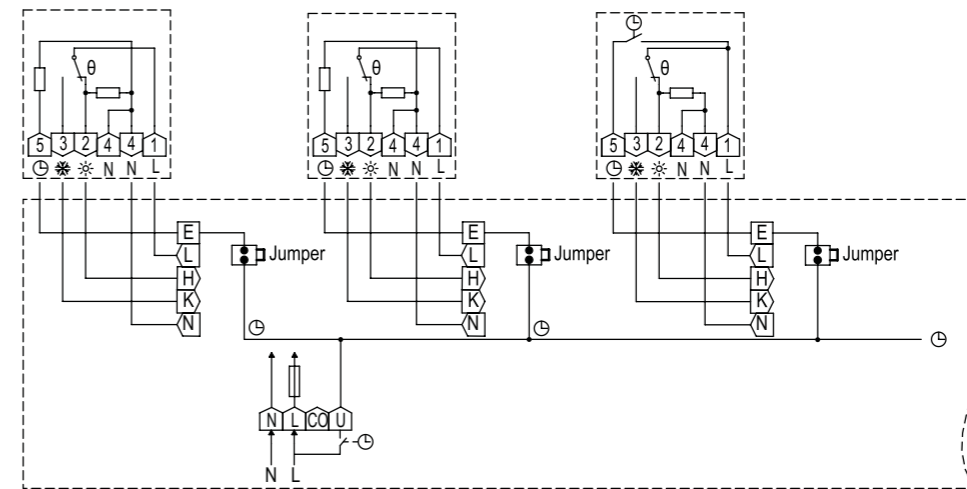 θ θ θ
5 3 2 4 4 1 5 3 2 4 4 1 5 3 2 4 4 1
N N L N N L N N L
E E E
L Jumper L Jumper L Jumper
H H H
K K K
N N N
N L CO U
N L